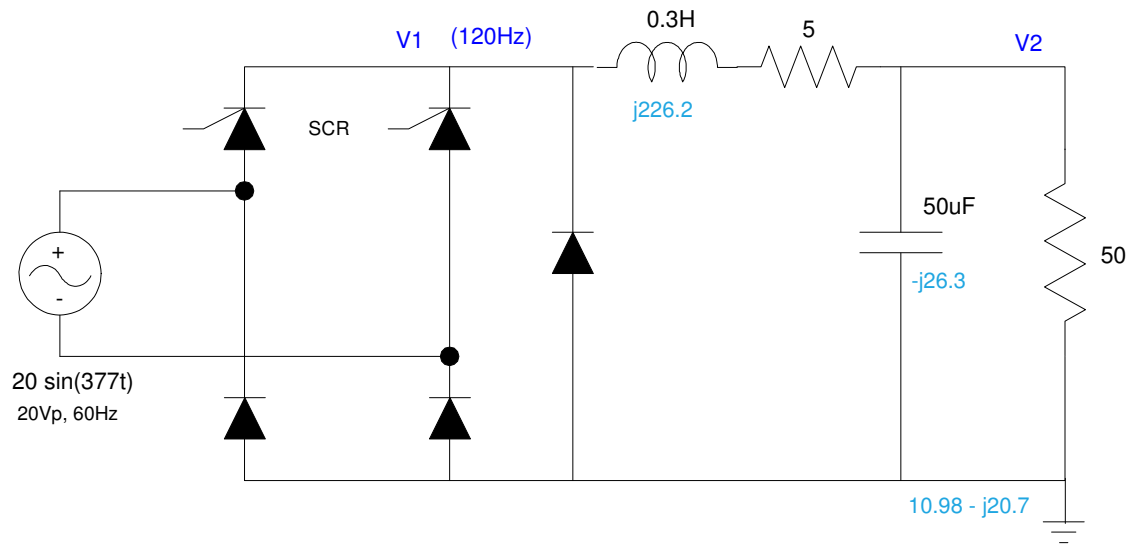 0.3H
5
V1 (120Hz)
V2
j226.2
SCR
50uF
+
-
50
-j26.3
20 sin(377t)
20Vp, 60Hz
10.98 - j20.7